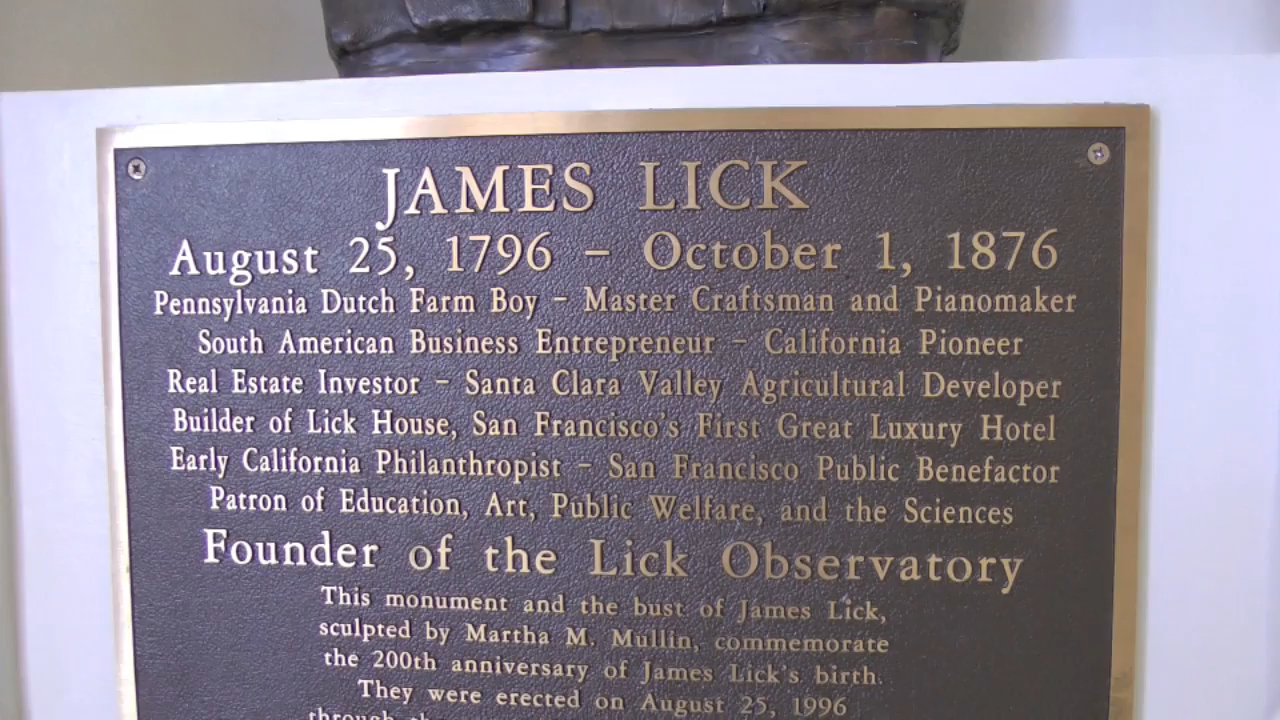 JAMES LICK
August 25, 1796 – October 1, 1876
Pennsylvania Dutch Farm Boy – Master Craftsman and Pianomaker
South American Business Entrepreneur – California Pioneer
Real Estate Investor – Santa Clara Valley Agricultural Developer
Builder of Lick House, San Francisco's First Great Luxury Hotel
Early California Philanthropist – San Francisco Public Benefactor
Patron of Education, Art, Public Welfare, and the Sciences
Founder of the Lick Observatory
This monument and the bust of James Lick,
sculpted by Martha M. Mullin, commemorate
the 200th anniversary of James Lick's birth.
They were erected on August 25, 1996
through